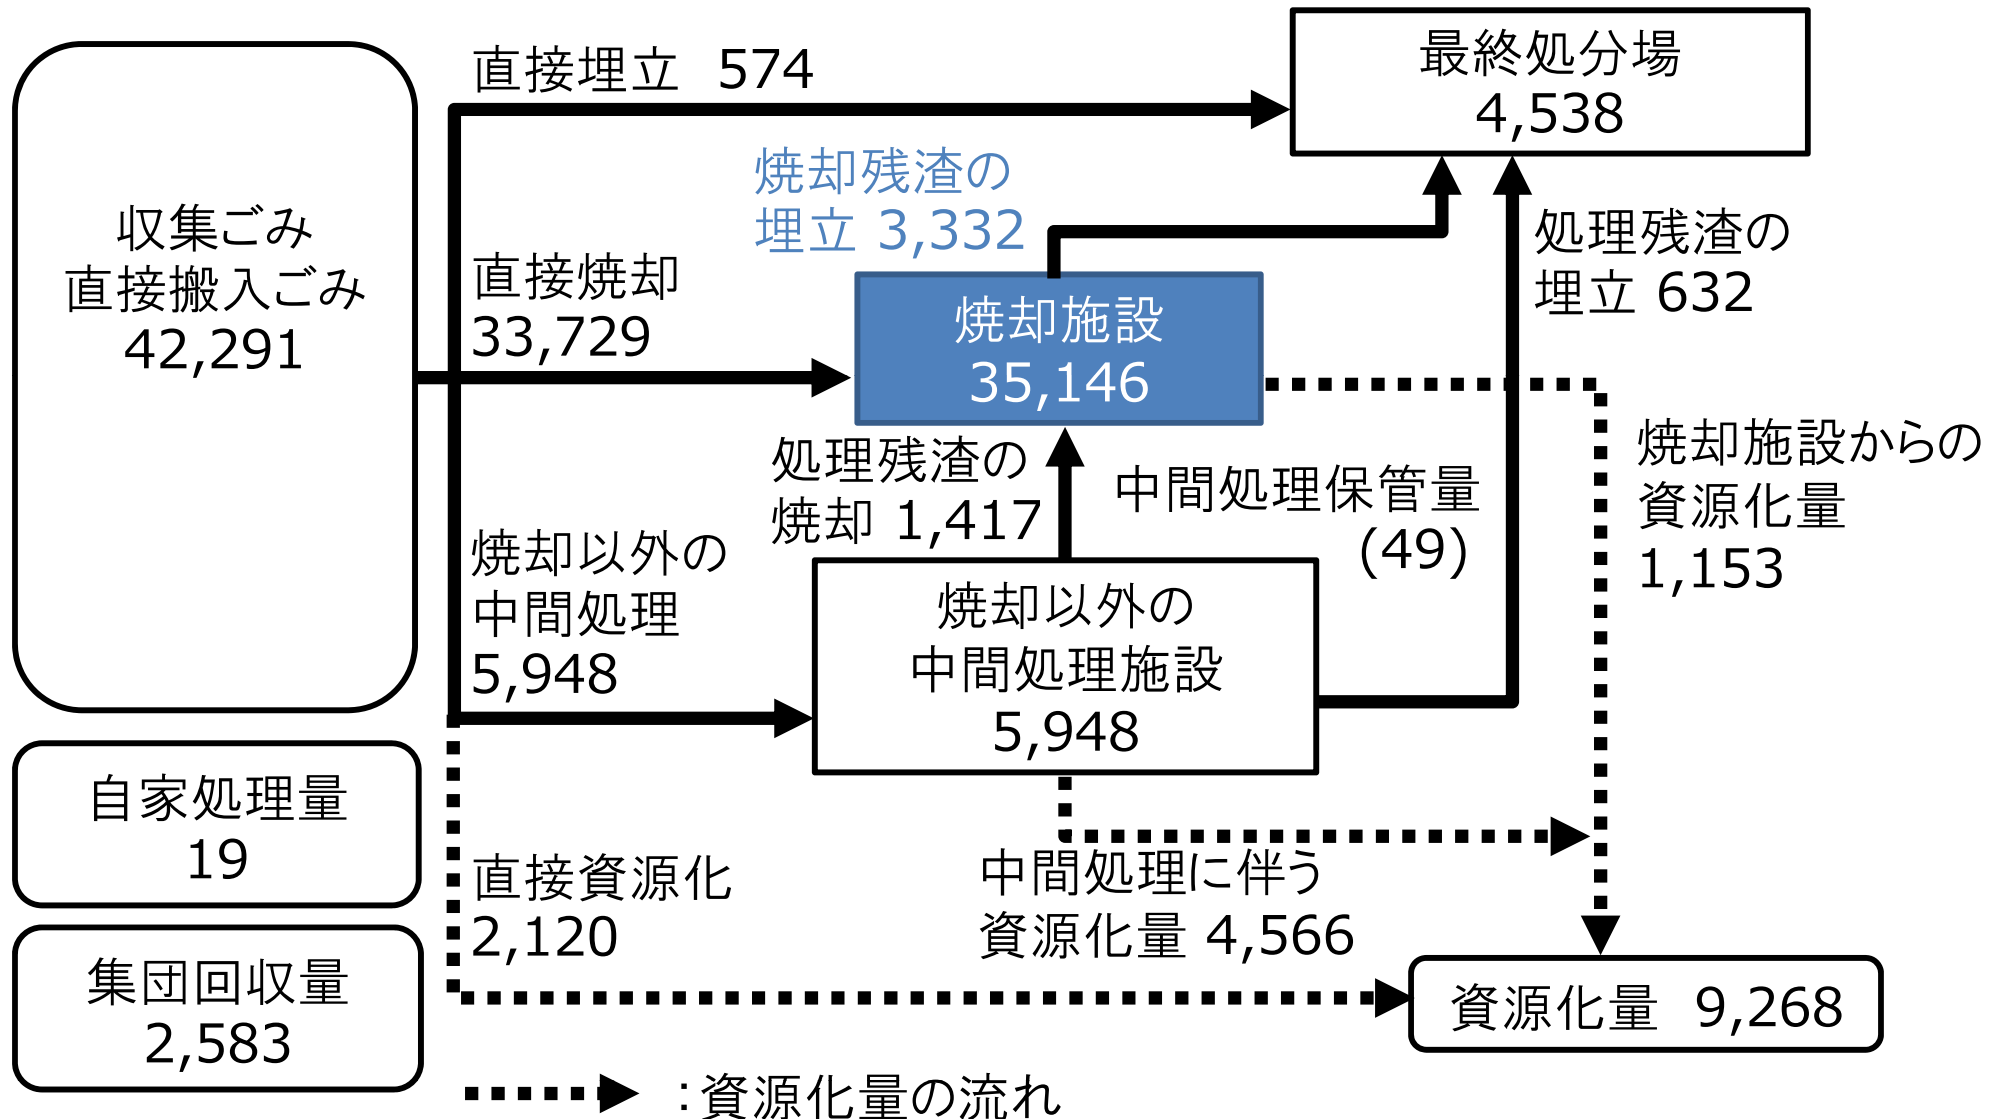 収集ごみ
直接搬入ごみ
42,291
自家処理量
19
集団回収量
2,583
直接埋立 574
直接焼却
33,729
焼却以外の
中間処理
5,948
直接資源化
2,120
焼却残渣の
埋立 3,332
焼却施設
35,146
処理残渣の
焼却 1,417
中間処理保管量
(49)
焼却以外の
中間処理施設
5,948
中間処理に伴う
資源化量 4,566
最終処分場
4,538
処理残渣の
埋立 632
焼却施設からの
資源化量
1,153
資源化量 9,268
：資源化量の流れ